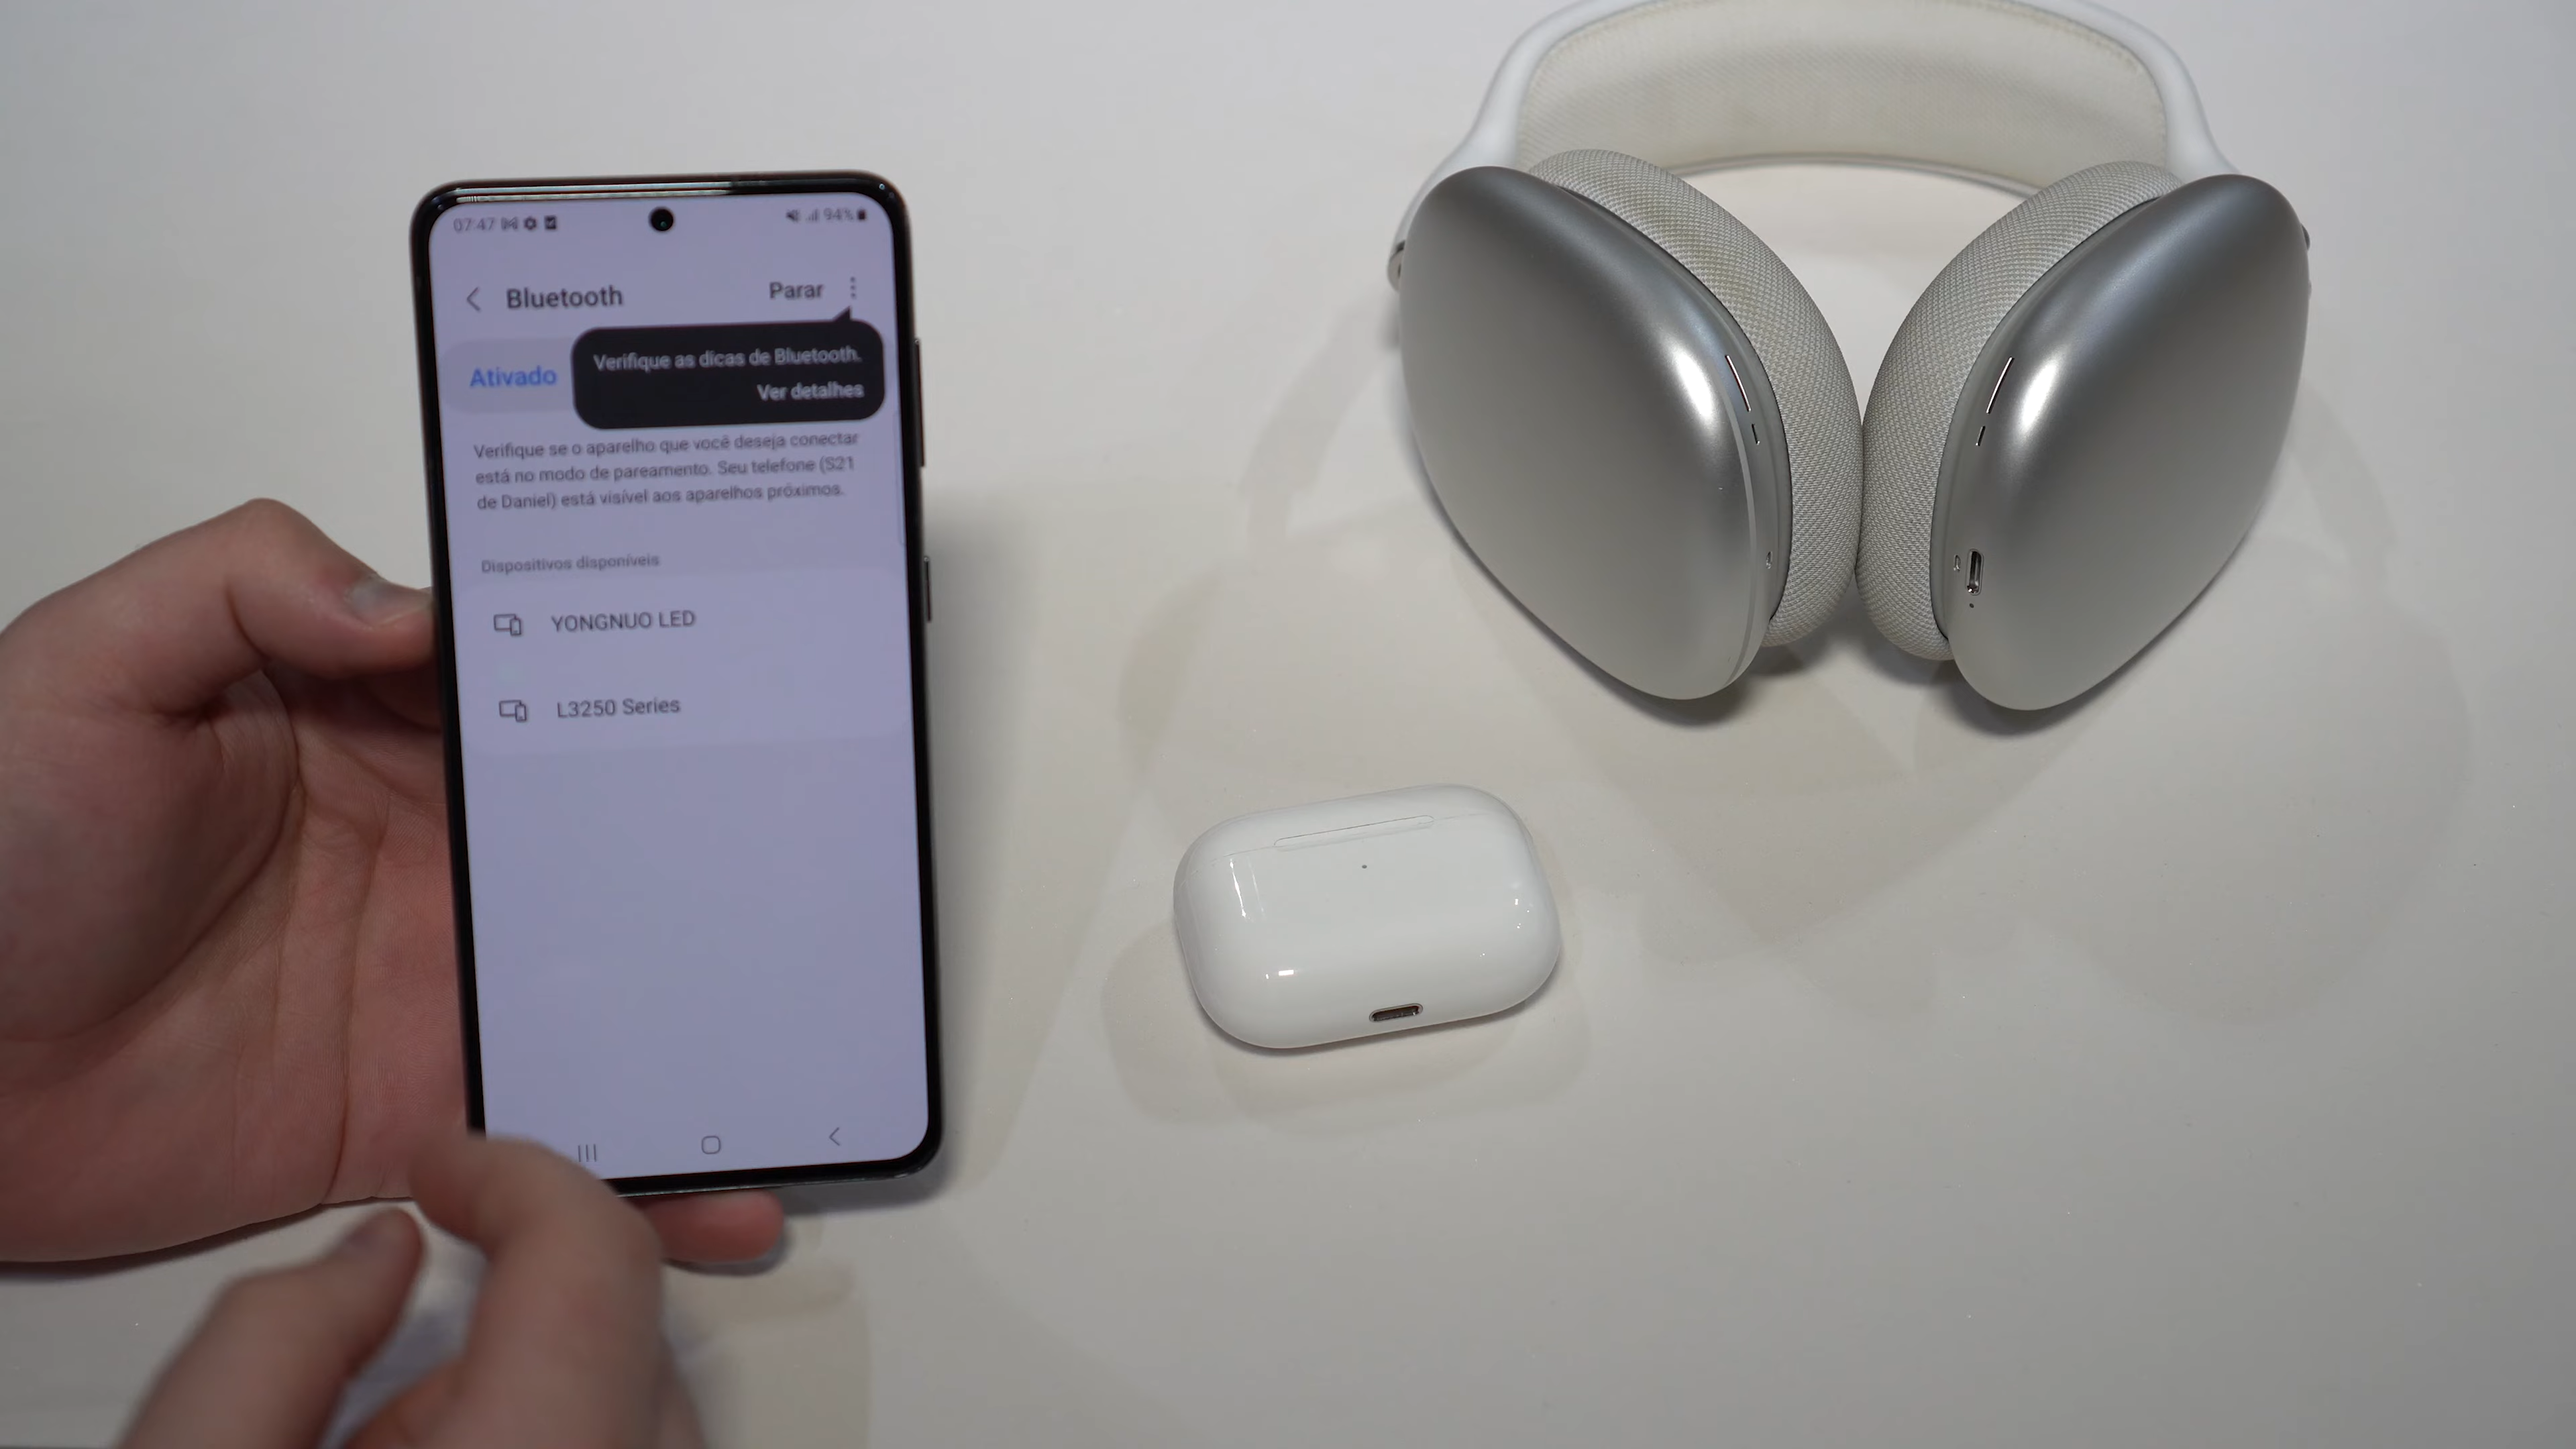 07:47
94%
Bluetooth
Parar
Verifique as dicas de Bluetooth.
Ver detalhes
Ativado
Verifique se o aparelho que você deseja conectar
está no modo de pareamento. Seu telefone (S21
de Daniel) está visível aos aparelhos próximos.
Dispositivos disponíveis
YONGNUO LED
L3250 Series